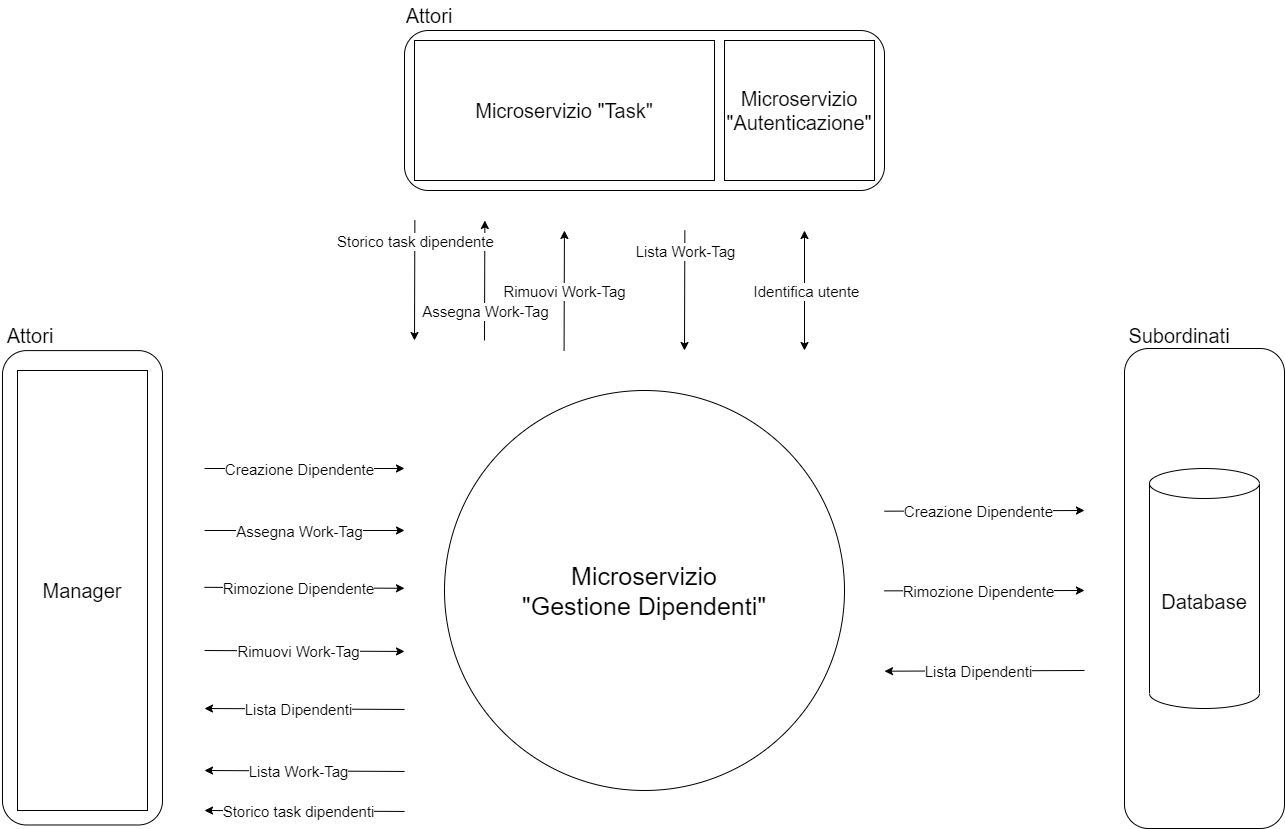 Attori
Microservizio "Task"
Microservizio
"Autenticazione"
Storico task dipendente
Assegna Work-Tag
Rimuovi Work-Tag
Lista Work-Tag
Identifica utente
Attori
Manager
Creazione Dipendente
Assegna Work-Tag
Rimozione Dipendente
Rimuovi Work-Tag
Lista Dipendenti
Lista Work-Tag
Storico task dipendenti
Microservizio
"Gestione Dipendenti"
Creazione Dipendente
Rimozione Dipendente
Lista Dipendenti
Subordinati
Database